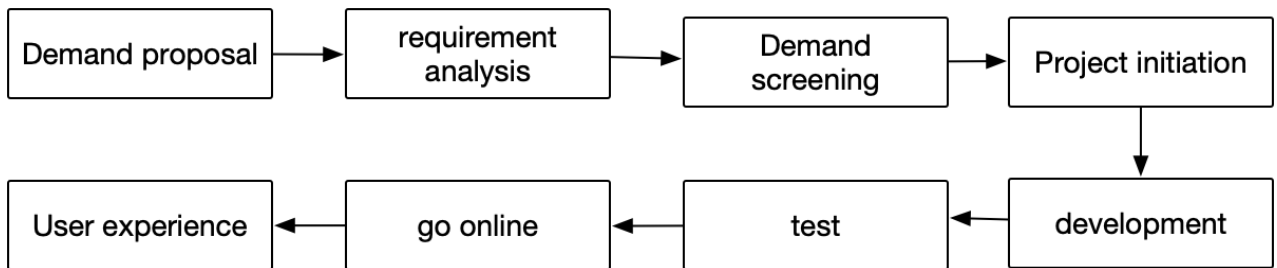 Demand proposal
requirement
analysis
Demand
screening
Project initiation
User experience
go online
test
development